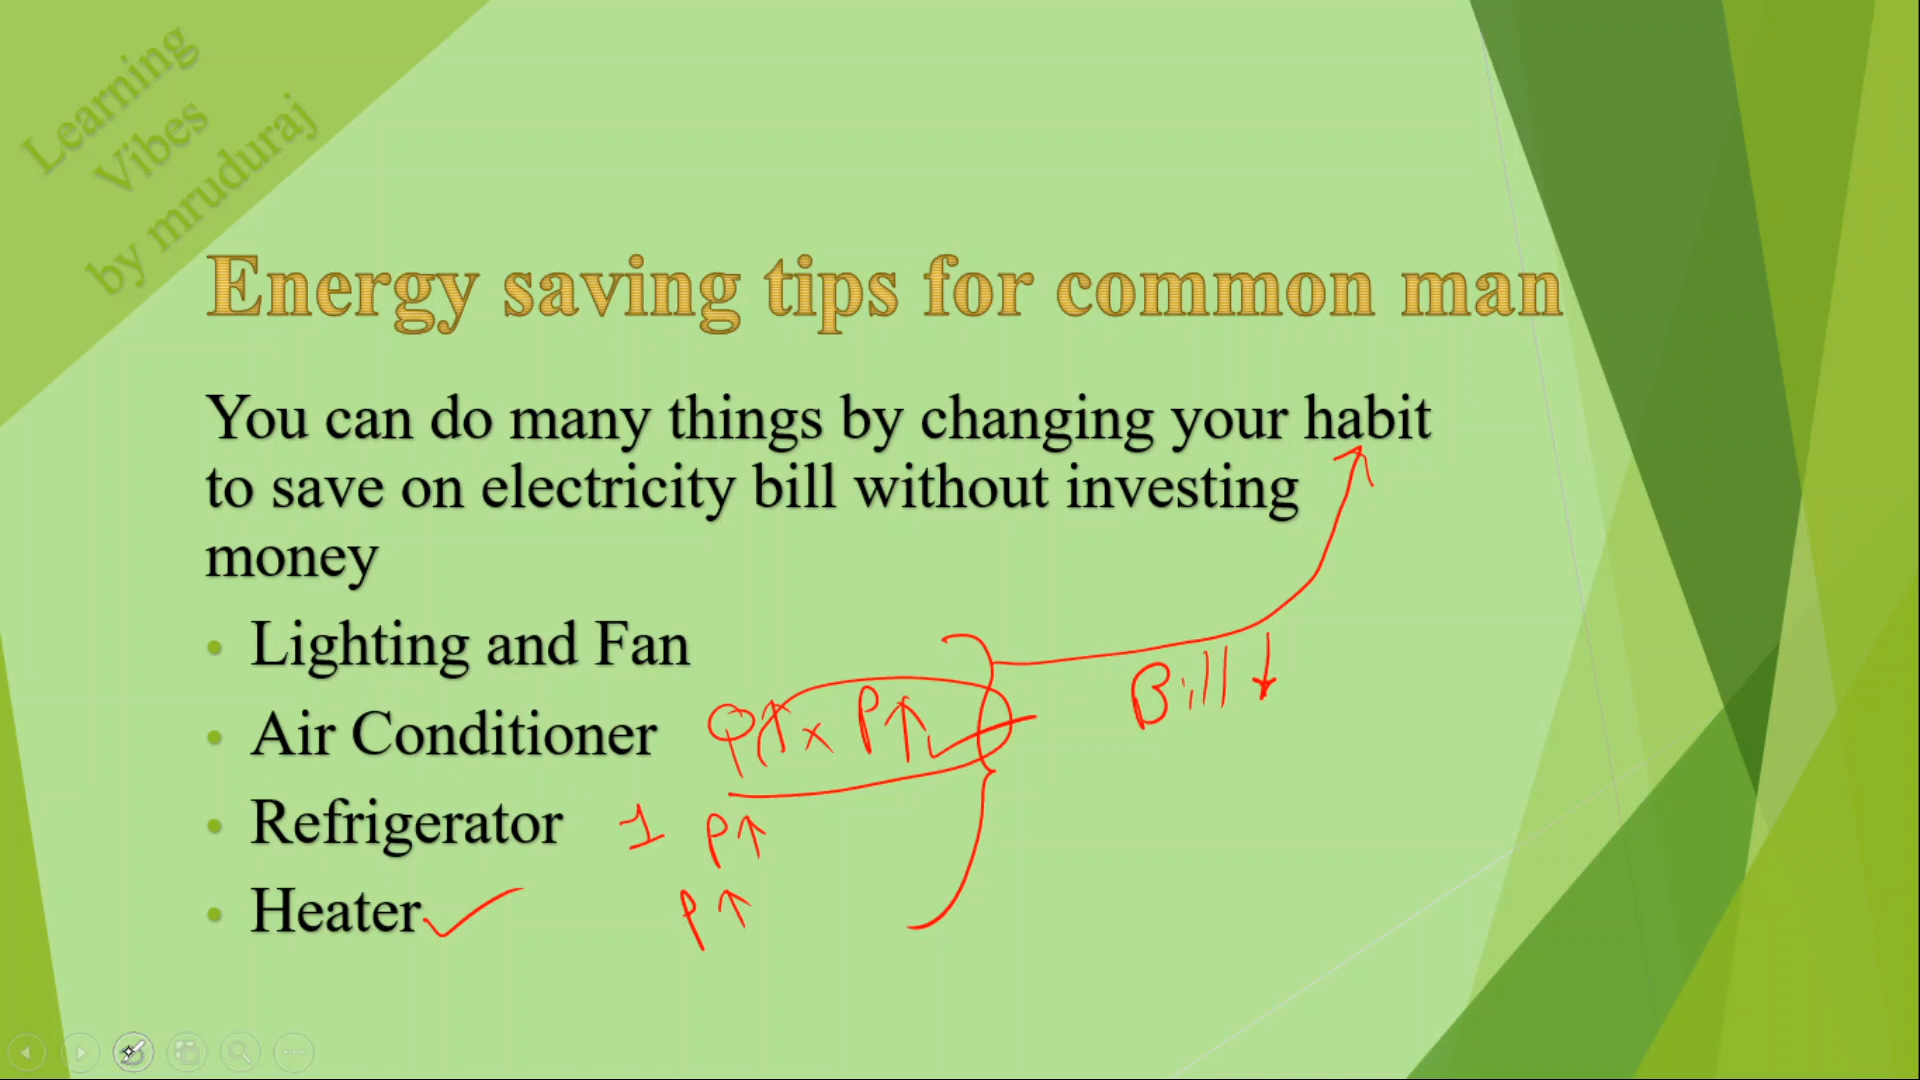 Learning
Vibes
by mruduraj
Energy saving tips for common man
You can do many things by changing your habit
to save on electricity bill without investing
money
• Lighting and Fan
• Air Conditioner
• Refrigerator
• Heater
Q↑ x P↑
1 P↑
P↑
Bill ↓